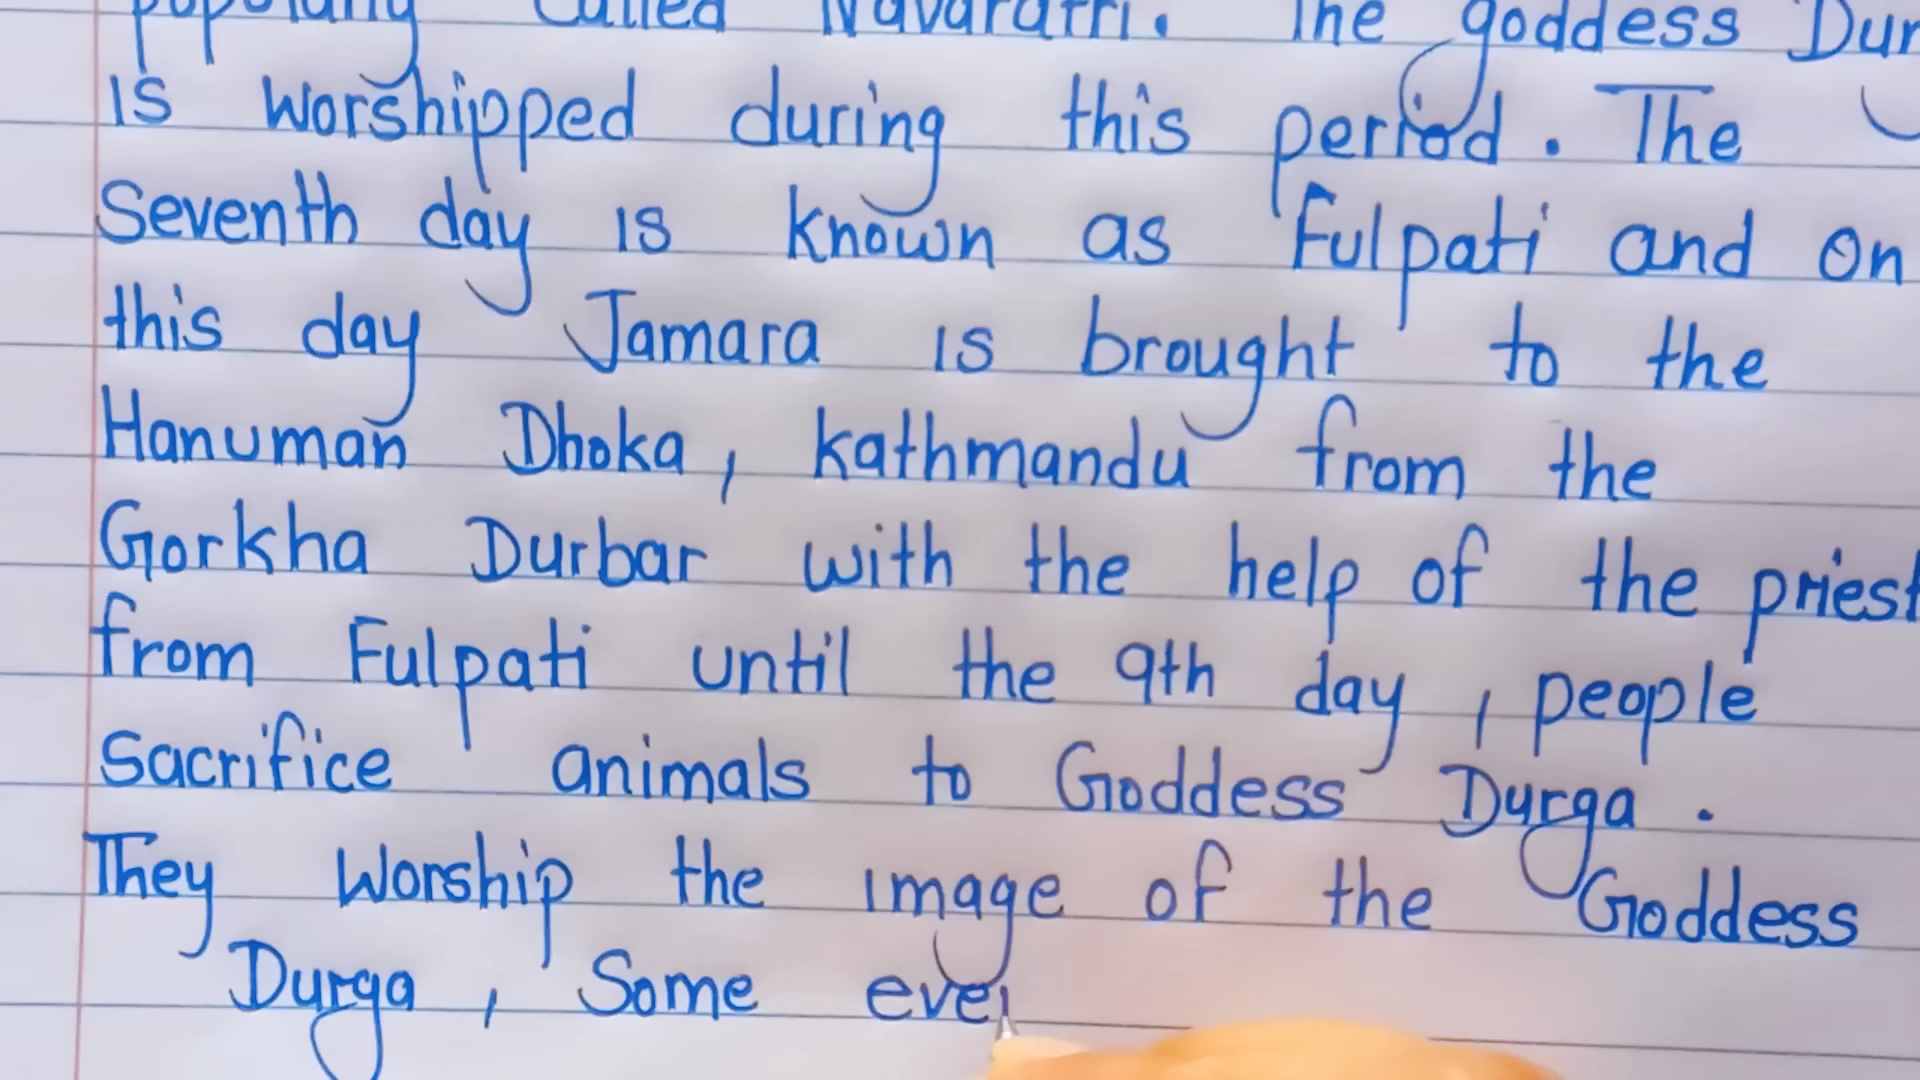 popularly called Navaratri. The goddess Dur
is worshipped during this period. The
Seventh day is known as Fulpati and on
this day Jamara is brought to the
Hanuman Dhoka, Kathmandu from the
Gorkha Durbar with the help of the priest
from Fulpati until the 9th day, people
Sacrifice animals to Goddess Durga.
They Worship the image of the Goddess
Durga, Some eve